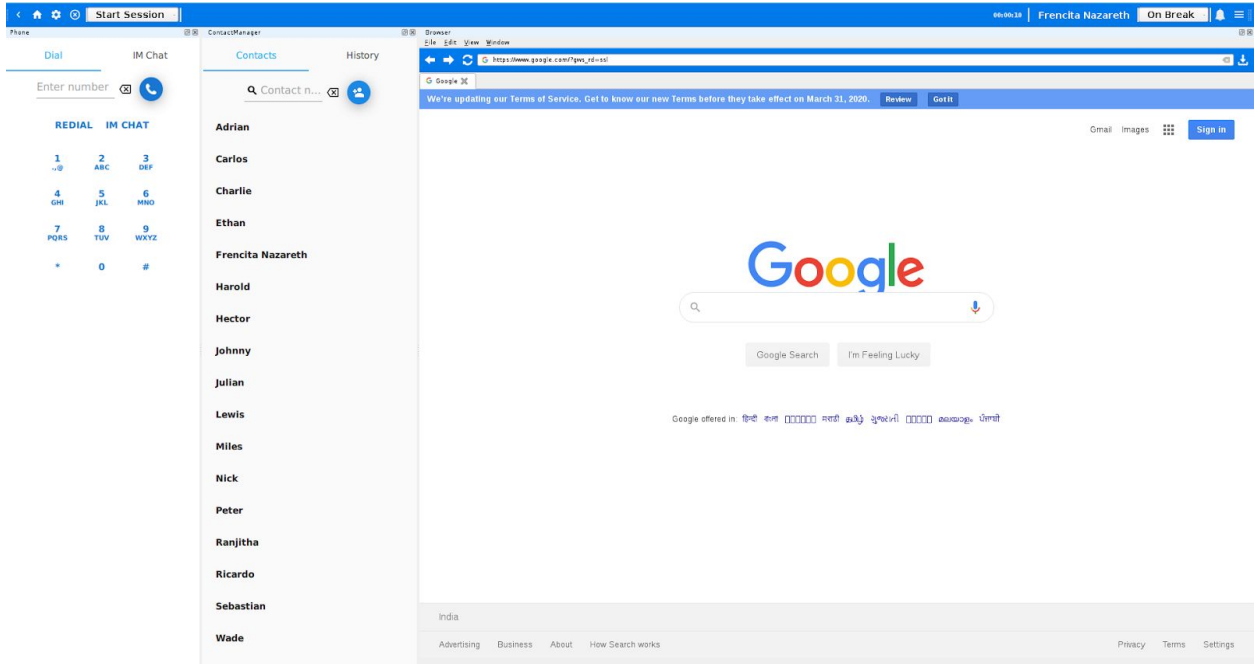 Start Session
00:00:10
Frencita Nazareth
On Break
Phone
Dial
IM Chat
Enter number
REDIAL
IM CHAT
1
.,@
2
ABC
3
DEF
4
GHI
5
JKL
6
MNO
7
PQRS
8
TUV
9
WXYZ
*
0
#
ContactManager
Contacts
History
Contact n...
Adrian
Carlos
Charlie
Ethan
Frencita Nazareth
Harold
Hector
Johnny
Julian
Lewis
Miles
Nick
Peter
Ranjitha
Ricardo
Sebastian
Wade
Browser
File Edit View Window
https://www.google.com/?gws_rd=ssl
G Google
We're updating our Terms of Service. Get to know our new Terms before they take effect on March 31, 2020.
Review
Got it
Gmail Images
Sign in
Google
Google Search
I'm Feeling Lucky
Google offered in: हिन्दी বাংলা मराठी தமிழ் ગુજરાતી മലയാളം ਪੰਜਾਬੀ
India
Advertising Business About How Search works
Privacy Terms Settings